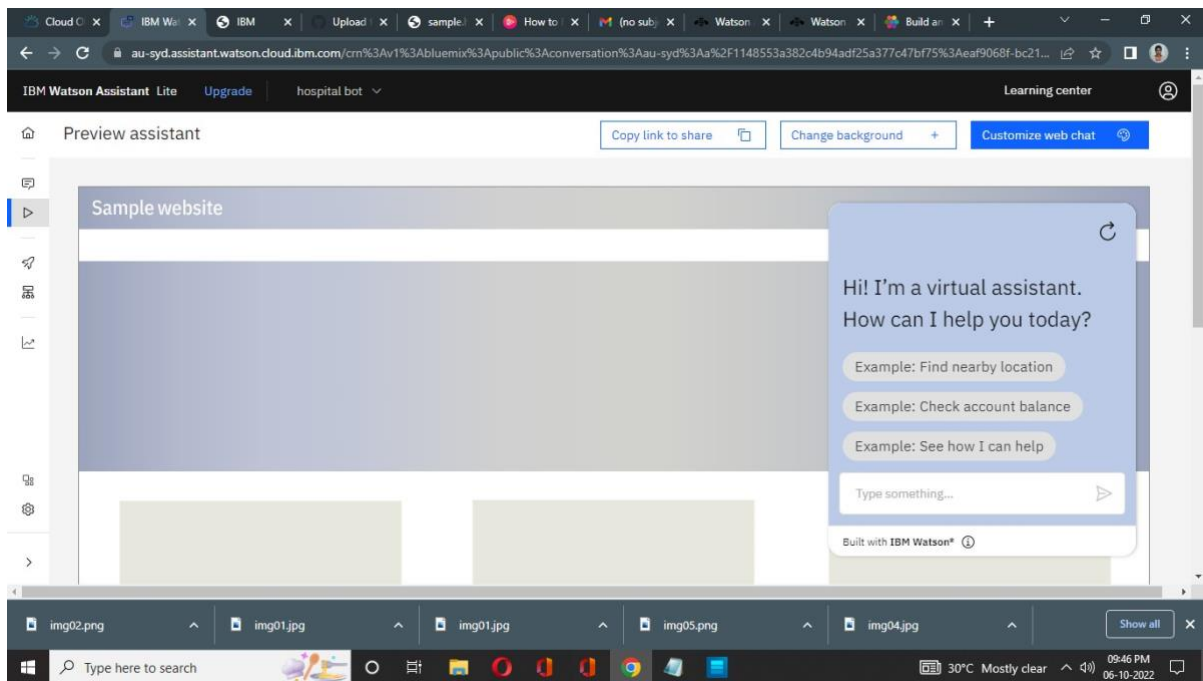 Cloud O
IBM Wat
IBM
Upload
sample.
How to
(no subj
Watson
Watson
Build an
au-syd.assistant.watson.cloud.ibm.com/crn%3Av1%3Abluemix%3Apublic%3Aconversation%3Aau-syd%3Aa%2F1148553a382c4b94adf25a377c47bf75%3Aeaf9068f-bc21...
IBM Watson Assistant Lite Upgrade hospital bot Learning center
Preview assistant Copy link to share Change background + Customize web chat
Sample website
Hi! I'm a virtual assistant.
How can I help you today?
Example: Find nearby location
Example: Check account balance
Example: See how I can help
Type something...
Built with IBM Watson®
img02.png img01.jpg img01.jpg img05.png img04.jpg Show all
Type here to search 30°C Mostly clear 09:46 PM
06-10-2022